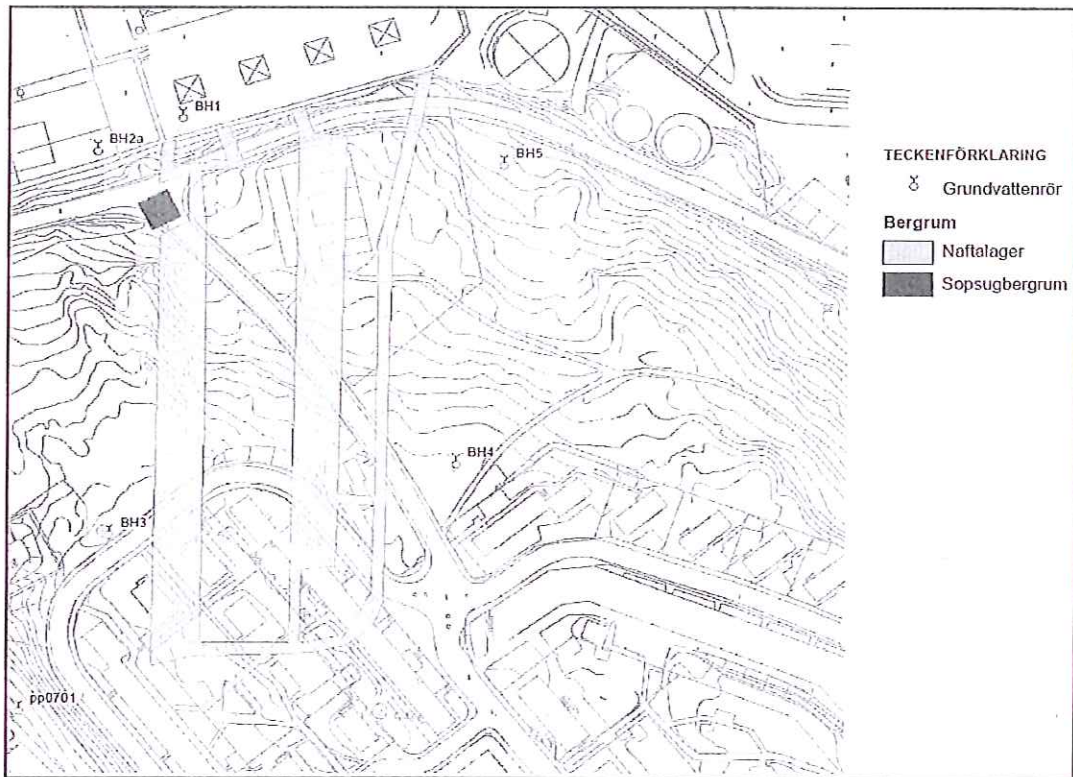 BH1
BH2a
BH5
TECKENFÖRKLARING
Grundvattenrör
Bergrum
Naftalager
Sopsugbergrum
BH4
BH3
pp0701